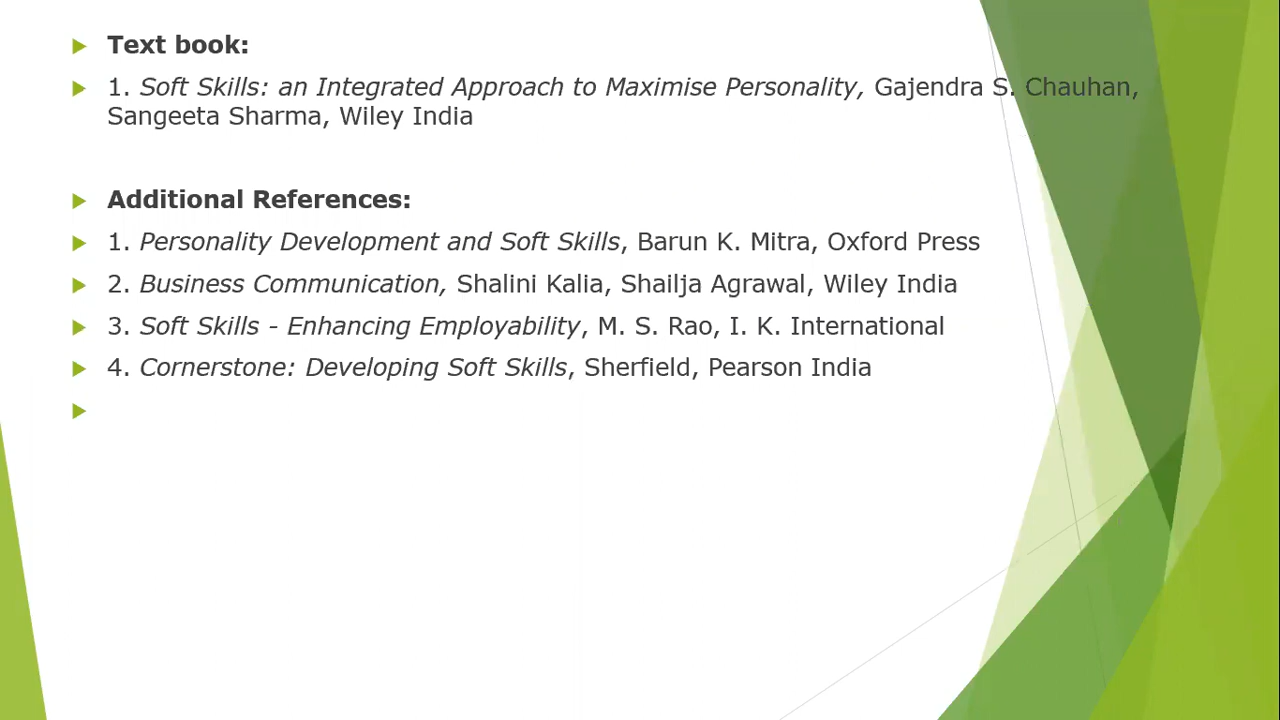 Text book:
1. Soft Skills: an Integrated Approach to Maximise Personality, Gajendra S. Chauhan,
Sangeeta Sharma, Wiley India
Additional References:
1. Personality Development and Soft Skills, Barun K. Mitra, Oxford Press
2. Business Communication, Shalini Kalia, Shailja Agrawal, Wiley India
3. Soft Skills - Enhancing Employability, M. S. Rao, I. K. International
4. Cornerstone: Developing Soft Skills, Sherfield, Pearson India